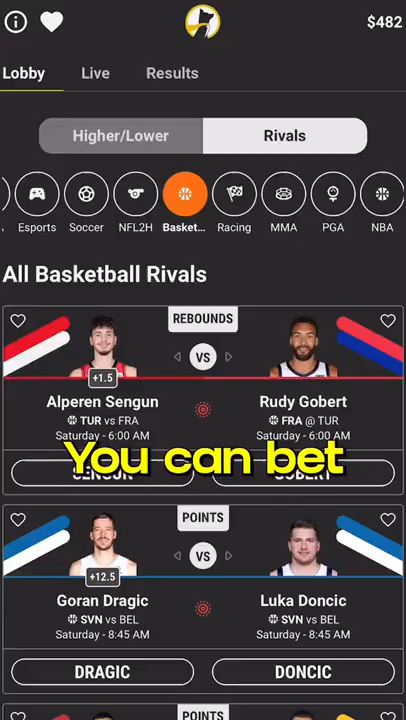 $482
Lobby Live Results
Higher/Lower Rivals
Esports Soccer NFL2H Basket... Racing MMA PGA NBA
All Basketball Rivals
REBOUNDS
VS
+1.5
Alperen Sengun Rudy Gobert
TUR vs FRA FRA @ TUR
Saturday - 6:00 AM Saturday - 6:00 AM
You can bet
SENGUN GOBERT
POINTS
VS
+12.5
Goran Dragic Luka Doncic
SVN vs BEL SVN vs BEL
Saturday - 8:45 AM Saturday - 8:45 AM
DRAGIC DONCIC
POINTS